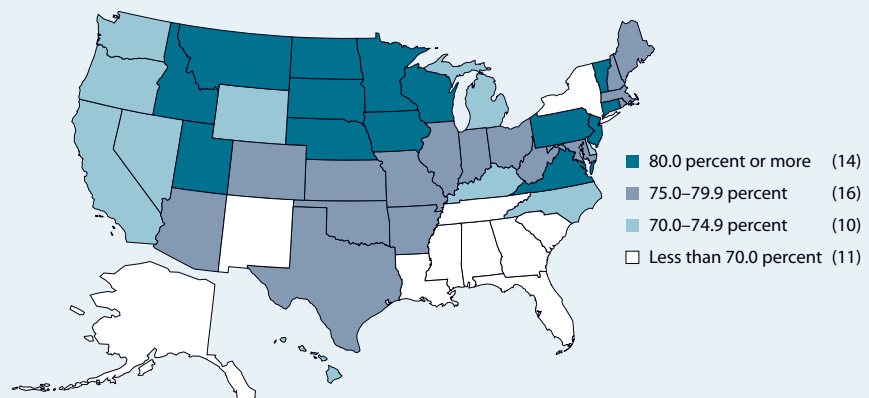 80.0 percent or more (14)
75.0–79.9 percent (16)
70.0–74.9 percent (10)
Less than 70.0 percent (11)